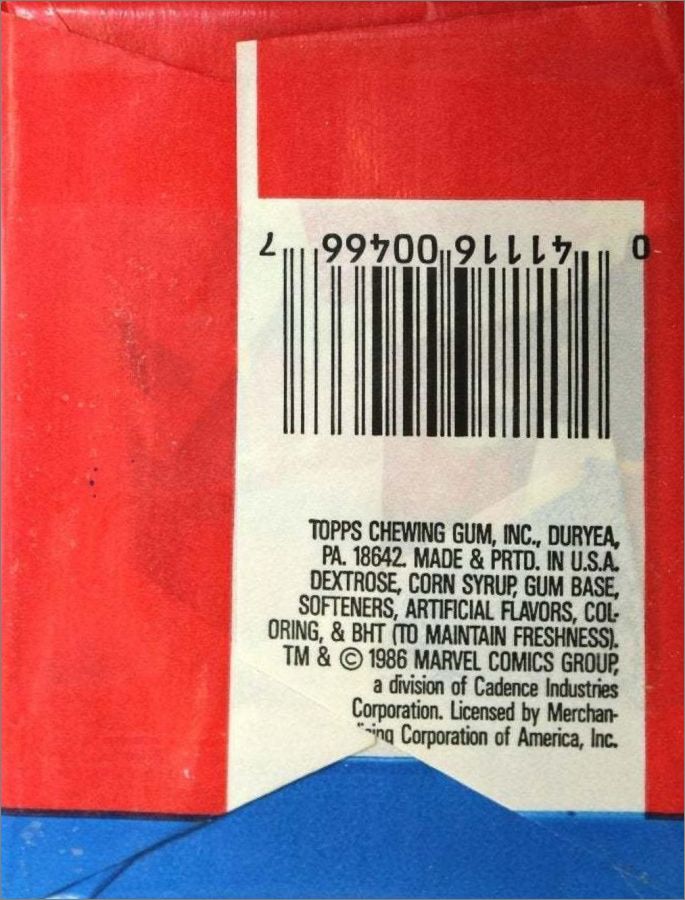 0 41116 00466 7
TOPPS CHEWING GUM, INC., DURYEA,
PA. 18642. MADE & PRTD. IN U.S.A.
DEXTROSE, CORN SYRUP, GUM BASE,
SOFTENERS, ARTIFICIAL FLAVORS, COL-
ORING, & BHT (TO MAINTAIN FRESHNESS).
TM & © 1986 MARVEL COMICS GROUP,
a division of Cadence Industries
Corporation. Licensed by Merchan-
Corporation of America, Inc.